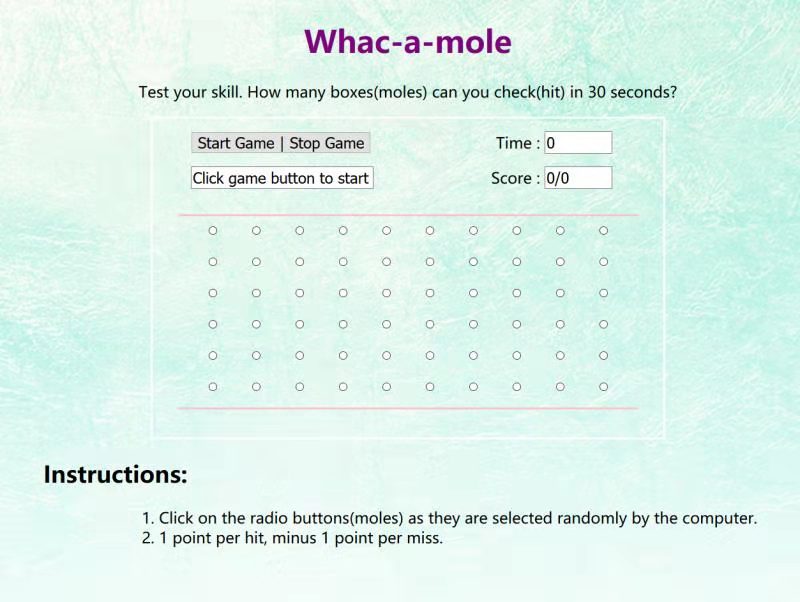 Whac-a-mole
Test your skill. How many boxes(moles) can you check(hit) in 30 seconds?
Start Game | Stop Game
Time : 0
Click game button to start
Score : 0/0
Instructions:
1. Click on the radio buttons(moles) as they are selected randomly by the computer.
2. 1 point per hit, minus 1 point per miss.